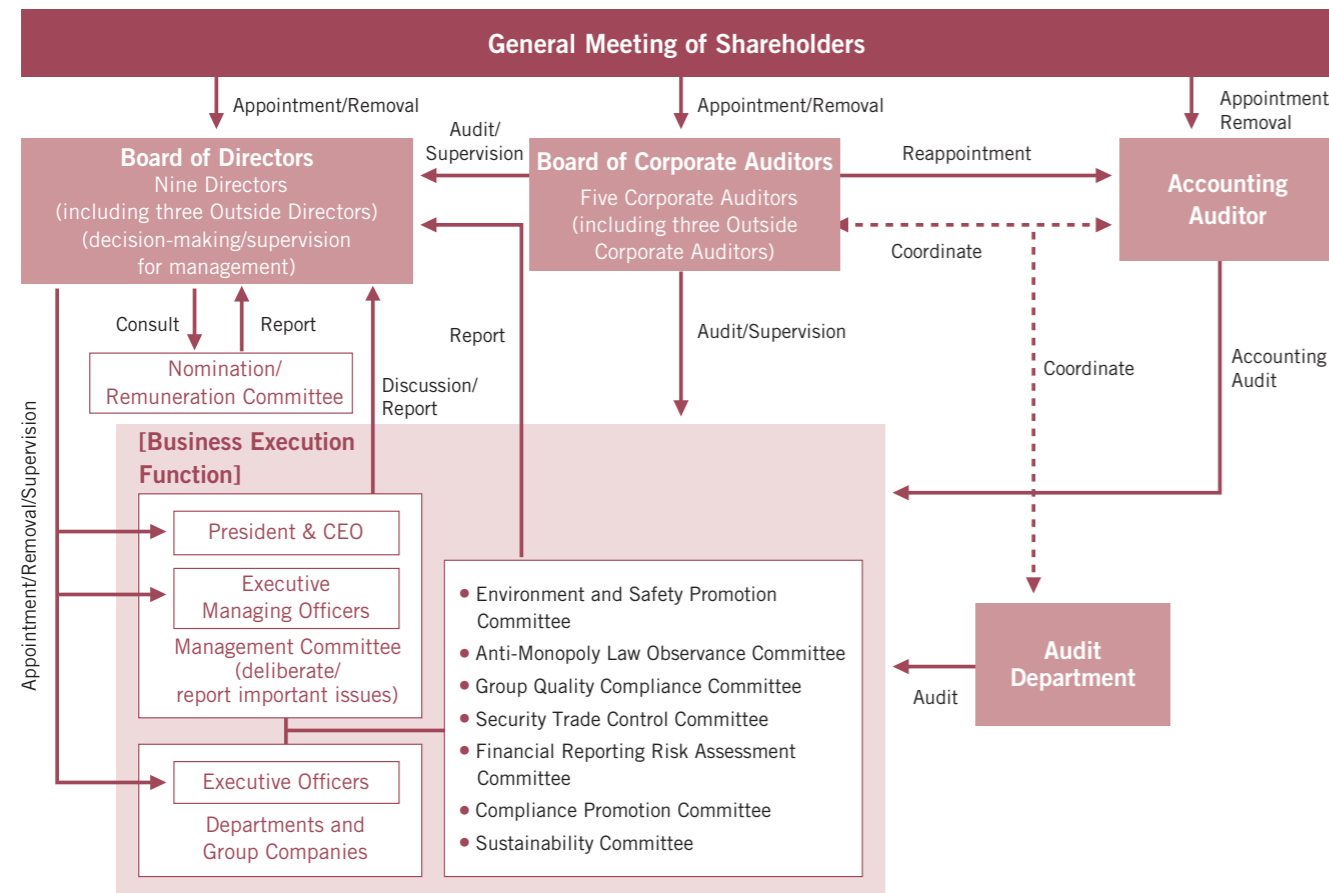 General Meeting of Shareholders
Appointment/Removal
Appointment/Removal
Appointment
Removal
Board of Directors
Nine Directors
(including three Outside Directors)
(decision-making/supervision
for management)
Audit/
Supervision
Board of Corporate Auditors
Five Corporate Auditors
(including three Outside
Corporate Auditors)
Reappointment
Coordinate
Accounting
Auditor
Consult
Report
Nomination/
Remuneration Committee
Discussion/
Report
Report
Audit/Supervision
Coordinate
Accounting
Audit
Appointment/Removal/Supervision
[Business Execution
Function]
President & CEO
Executive
Managing Officers
Management Committee
(deliberate/
report important issues)
Executive Officers
Departments and
Group Companies
• Environment and Safety Promotion
Committee
• Anti-Monopoly Law Observance Committee
• Group Quality Compliance Committee
• Security Trade Control Committee
• Financial Reporting Risk Assessment
Committee
• Compliance Promotion Committee
• Sustainability Committee
Audit
Audit
Department